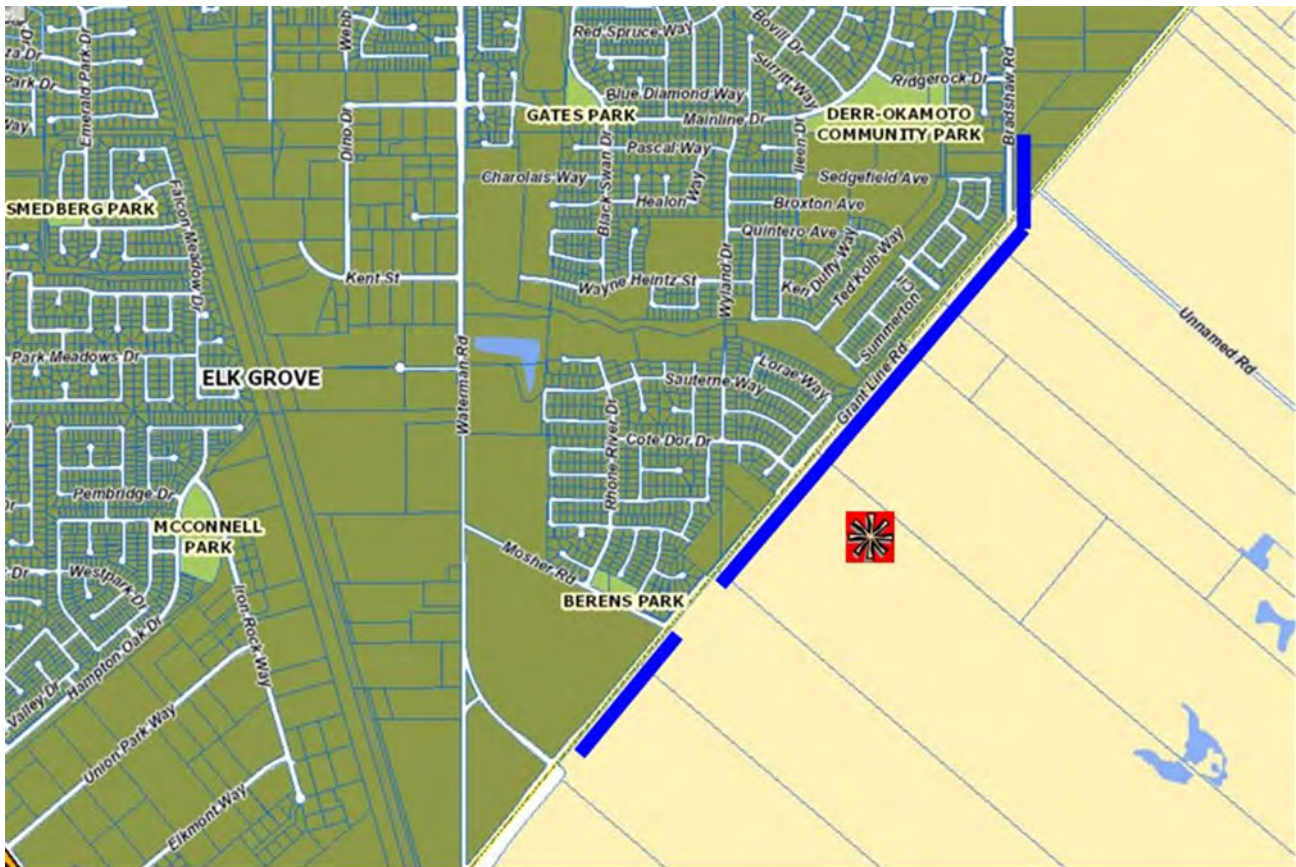 Webb
Red Spruce Way
Bovill Dr
Surritt Way
Ridgerock Dr
Bradshaw Rd
Park Dr
Emerald Park Dr
Dino Dr
Blue Diamond Way
GATES PARK
Mainline Dr
DERR-OKAMOTO
COMMUNITY PARK
Way
Pascal Way
Ileen Dr
Black Swan Dr
Charolais Way
Sedgefield Ave
Healon Way
Broxton Ave
SMEDBERG PARK
Falcon Meadow Dr
Quintero Ave
Kent St
Wayne Heintz St
Wyland Dr
Ken Duffy Way
Ted Kolb Way
Summerton
Unnamed Rd
Park Meadows Dr
ELK GROVE
Waterman Rd
Sauterne Way
Lorae Way
Grant Line Rd
Rhone River Dr
Cote Dor Dr
Pembridge Dr
MCCONNELL
PARK
Mosher Rd
Dr
Westpark Dr
BERENS PARK
Iron Rock Way
Hampton Oak Dr
Valley Dr
Union Park Way
Elkmont Way